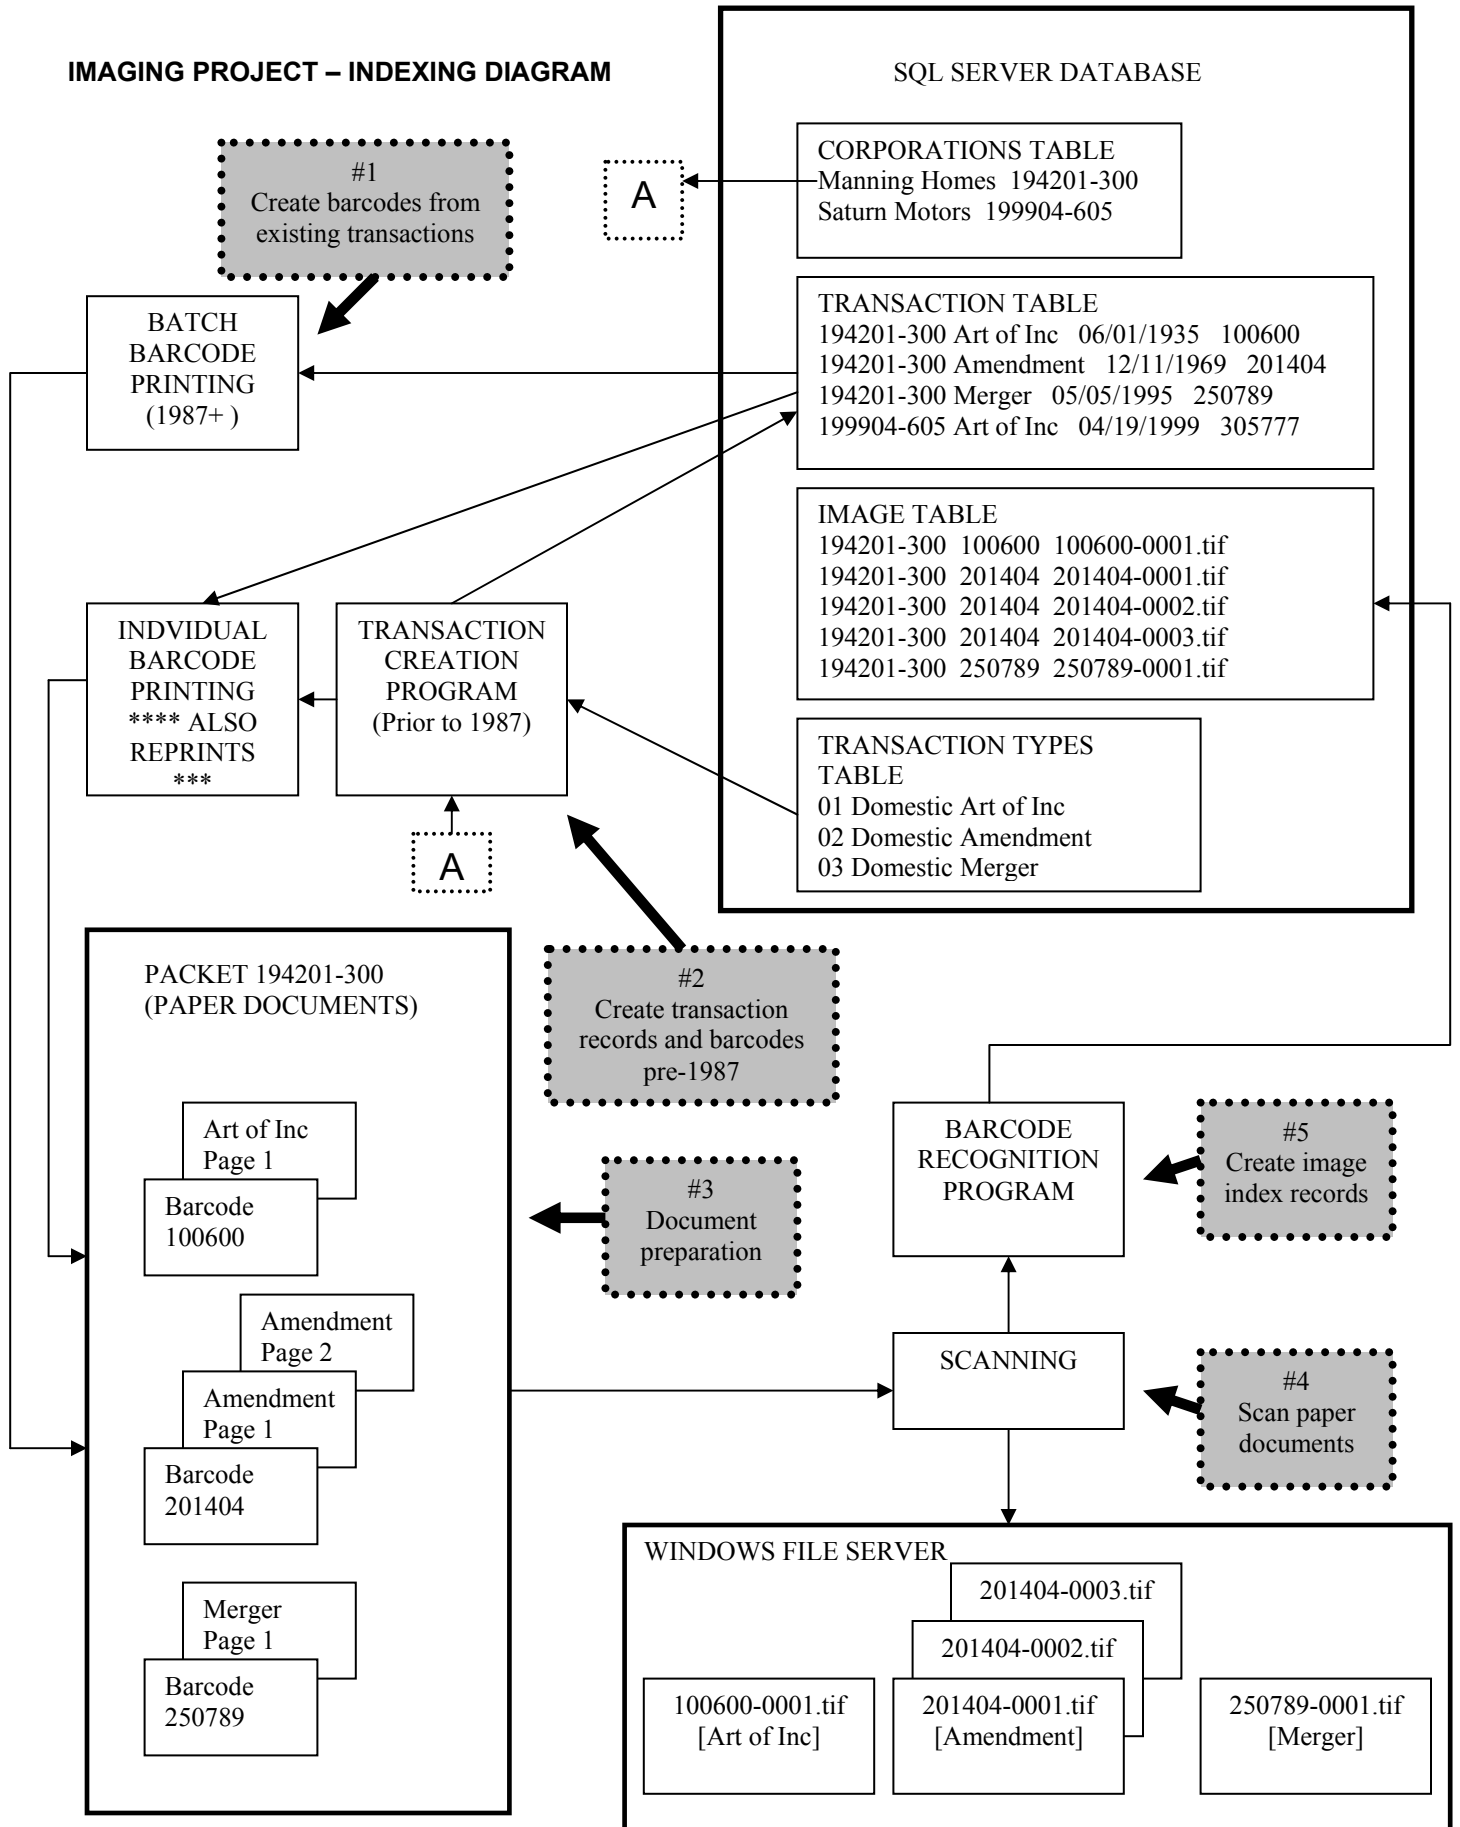 IMAGING PROJECT – INDEXING DIAGRAM
SQL SERVER DATABASE
CORPORATIONS TABLE
Manning Homes 194201-300
Saturn Motors 199904-605
A
#1
Create barcodes from
existing transactions
BATCH
BARCODE
PRINTING
(1987+ )
TRANSACTION TABLE
194201-300 Art of Inc 06/01/1935 100600
194201-300 Amendment 12/11/1969 201404
194201-300 Merger 05/05/1995 250789
199904-605 Art of Inc 04/19/1999 305777
IMAGE TABLE
194201-300 100600 100600-0001.tif
194201-300 201404 201404-0001.tif
194201-300 201404 201404-0002.tif
194201-300 201404 201404-0003.tif
194201-300 250789 250789-0001.tif
INDVIDUAL
BARCODE
PRINTING
**** ALSO
REPRINTS
***
TRANSACTION
CREATION
PROGRAM
(Prior to 1987)
TRANSACTION TYPES
TABLE
01 Domestic Art of Inc
02 Domestic Amendment
03 Domestic Merger
A
#2
Create transaction
records and barcodes
pre-1987
PACKET 194201-300
(PAPER DOCUMENTS)
Art of Inc
Page 1
Barcode
100600
Amendment
Page 2
Amendment
Page 1
Barcode
201404
Merger
Page 1
Barcode
250789
#3
Document
preparation
BARCODE
RECOGNITION
PROGRAM
#5
Create image
index records
SCANNING
#4
Scan paper
documents
WINDOWS FILE SERVER
201404-0003.tif
201404-0002.tif
100600-0001.tif
[Art of Inc]
201404-0001.tif
[Amendment]
250789-0001.tif
[Merger]